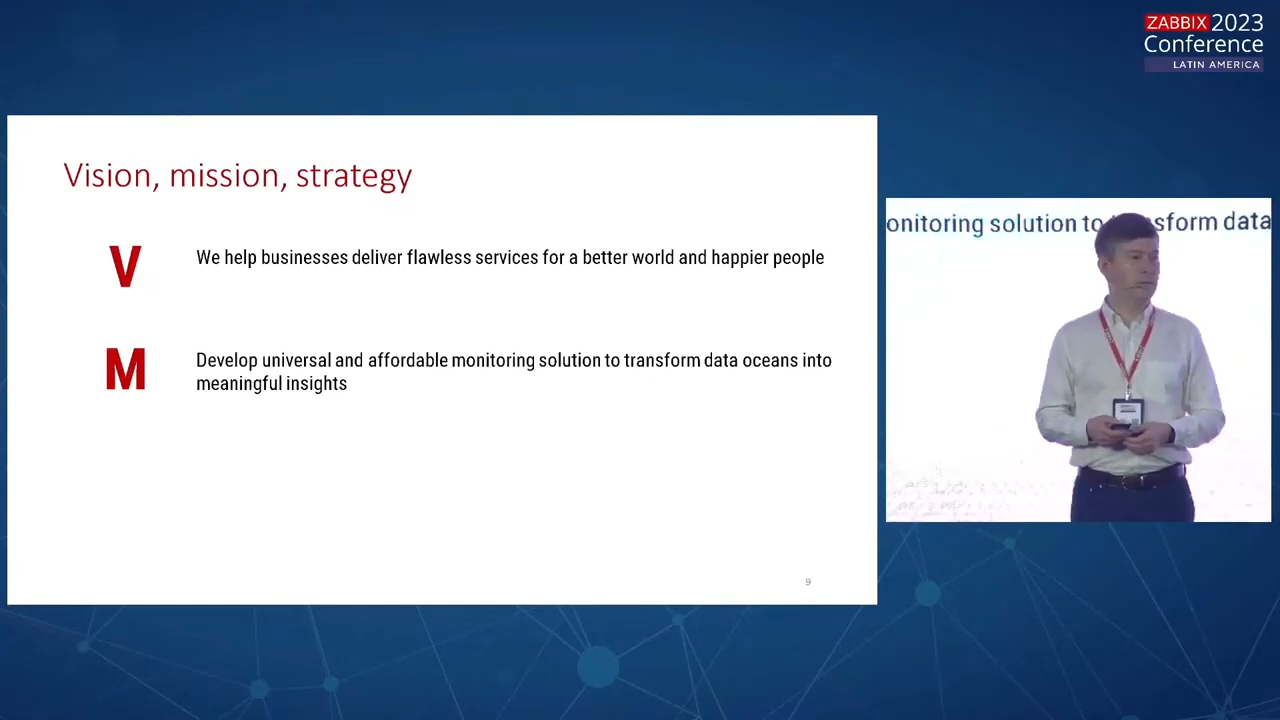 ZABBIX 2023
Conference
LATIN AMERICA
Vision, mission, strategy
V
We help businesses deliver flawless services for a better world and happier people
M
Develop universal and affordable monitoring solution to transform data oceans into
meaningful insights
9
onitoring solution to sform data